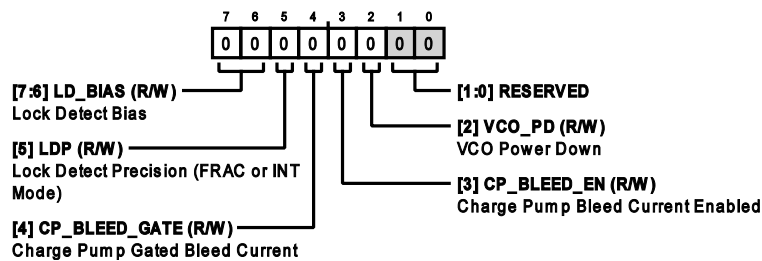 7 6 5 4 3 2 1 0
0 0 0 0 0 0 0 0
[7:6] LD_BIAS (R/W)
Lock Detect Bias
[5] LDP (R/W)
Lock Detect Precision (FRAC or INT
Mode)
[4] CP_BLEED_GATE (R/W)
Charge Pump Gated Bleed Current
[1:0] RESERVED
[2] VCO_PD (R/W)
VCO Power Down
[3] CP_BLEED_EN (R/W)
Charge Pump Bleed Current Enabled